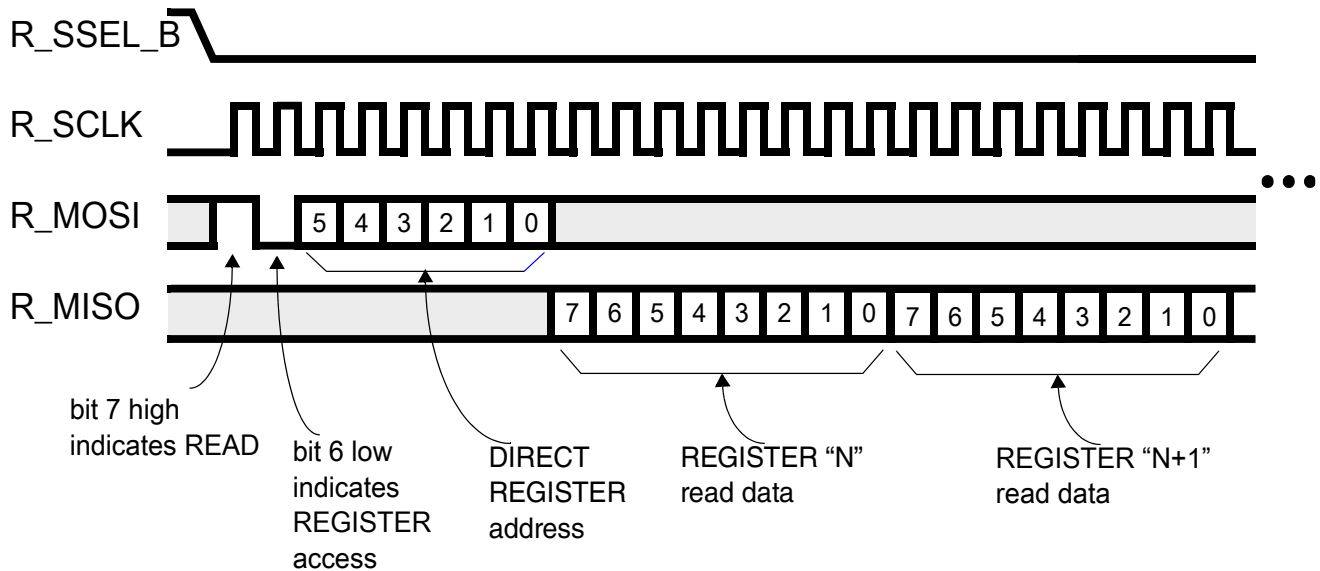 R_SSEL_B
R_SCLK
R_MOSI
5 4 3 2 1 0
R_MISO
7 6 5 4 3 2 1 0 7 6 5 4 3 2 1 0
bit 7 high
indicates READ
bit 6 low
indicates
REGISTER
access
DIRECT
REGISTER
address
REGISTER “N”
read data
REGISTER “N+1”
read data